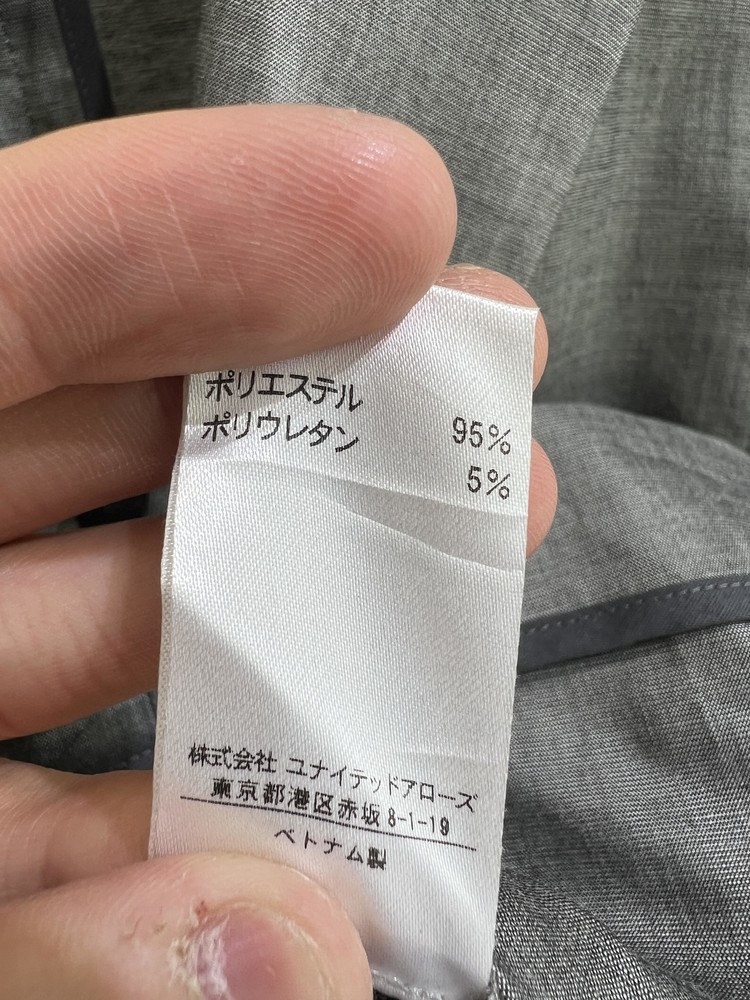 ポリエステル 95%
ポリウレタン 5%
株式会社 ユナイテッドアローズ
東京都港区赤坂8-1-19
ベトナム製